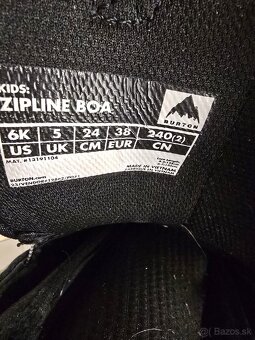 KIDS:
ZIPLINE BOA
6K 5 24 38 240(2)
US UK CM EUR CN
MAT. #13191104
BURTON
MADE IN VIETNAM
BURTON.com
Bazos.sk